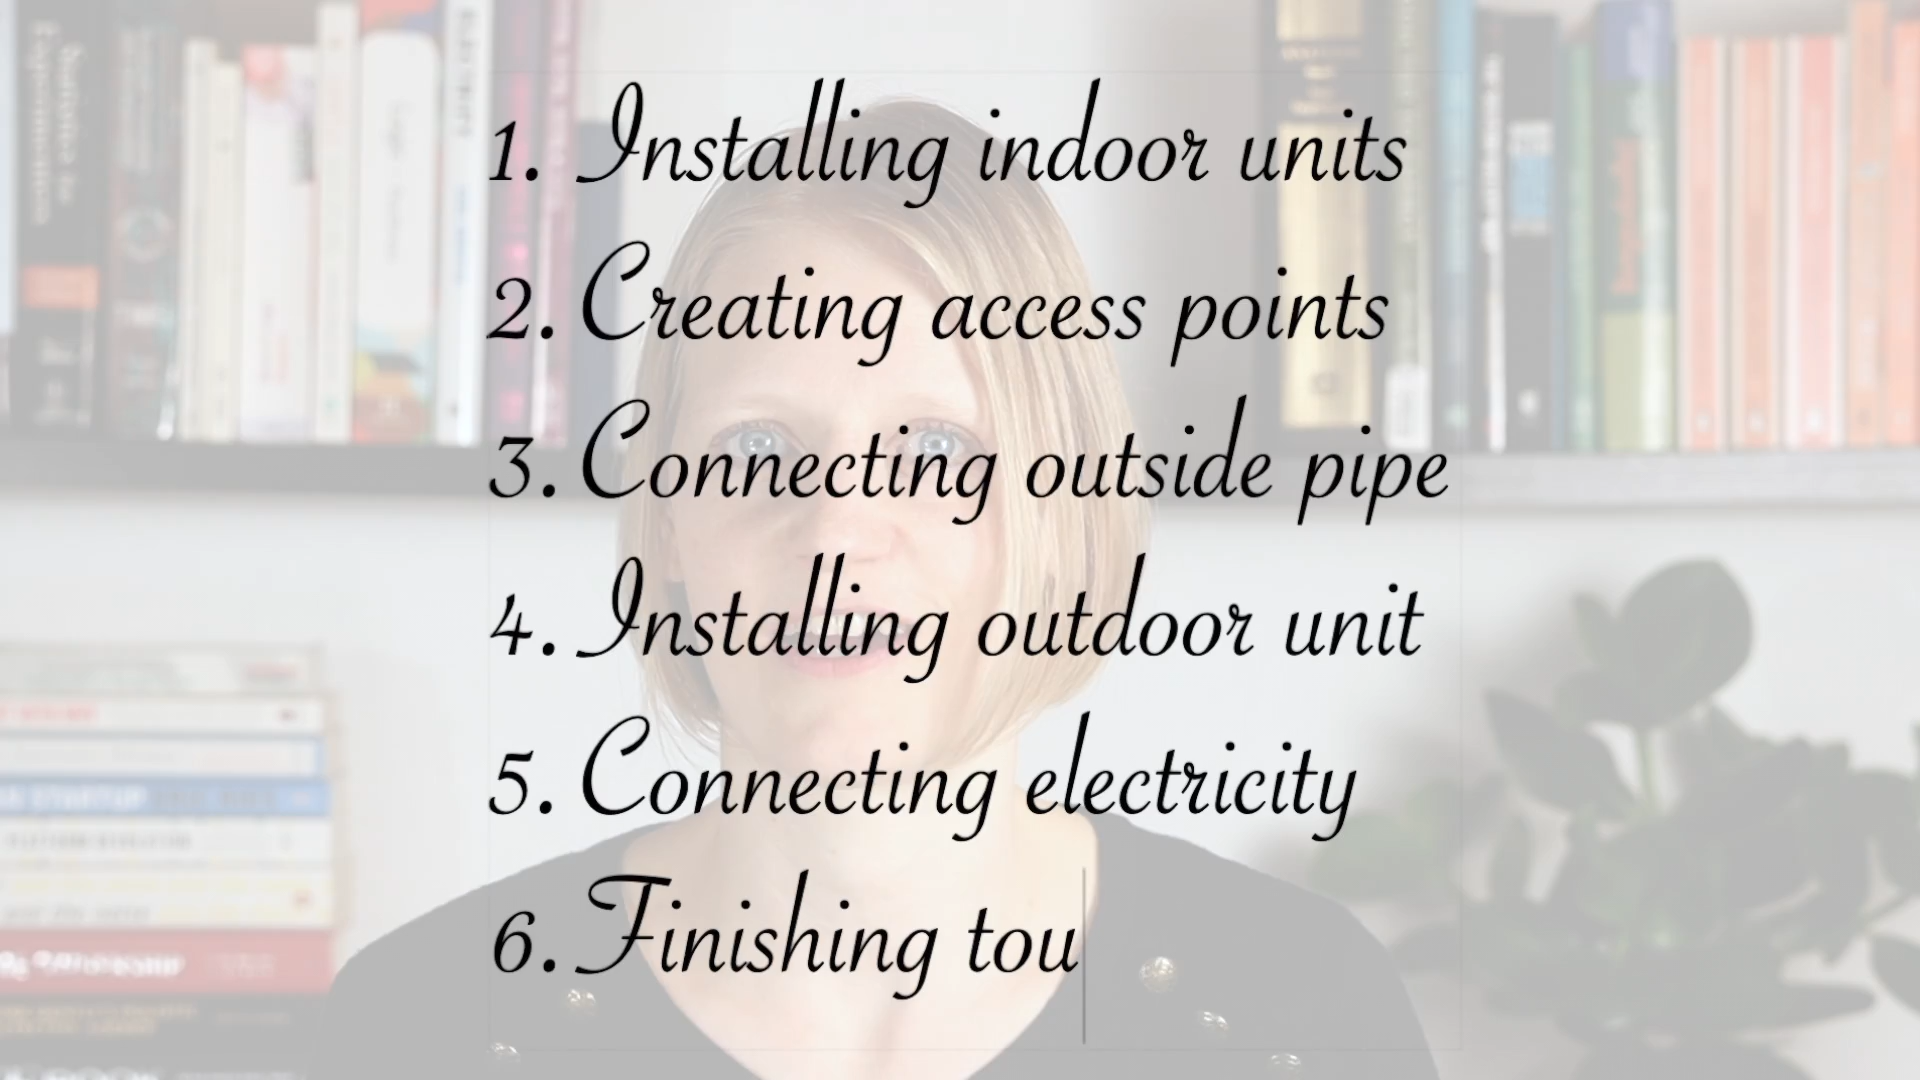 1. Installing indoor units
2. Creating access points
3. Connecting outside pipe
4. Installing outdoor unit
5. Connecting electricity
6. Finishing tou